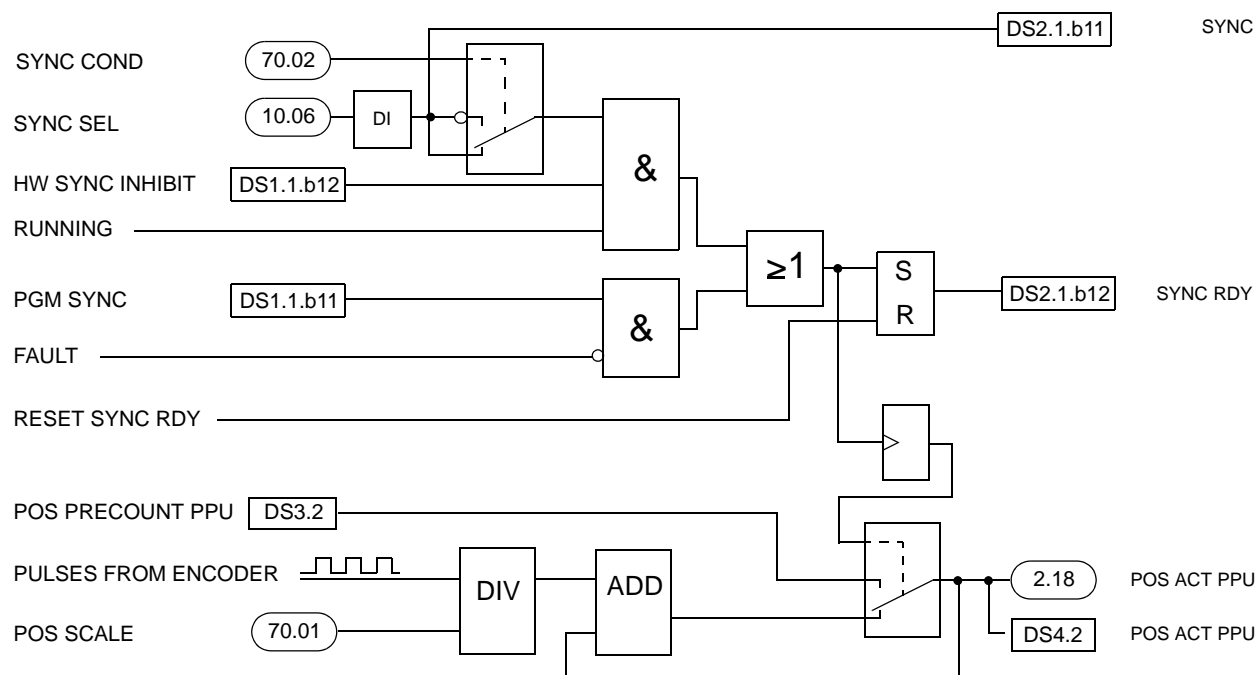 DS2.1.b11 SYNC
SYNC COND 70.02
SYNC SEL 10.06 DI
HW SYNC INHIBIT DS1.1.b12 &
RUNNING
≥1 S
PGM SYNC DS1.1.b11 DS2.1.b12 SYNC RDY
& R
FAULT
RESET SYNC RDY
POS PRECOUNT PPU DS3.2
PULSES FROM ENCODER DIV ADD 2.18 POS ACT PPU
POS SCALE 70.01 DS4.2 POS ACT PPU